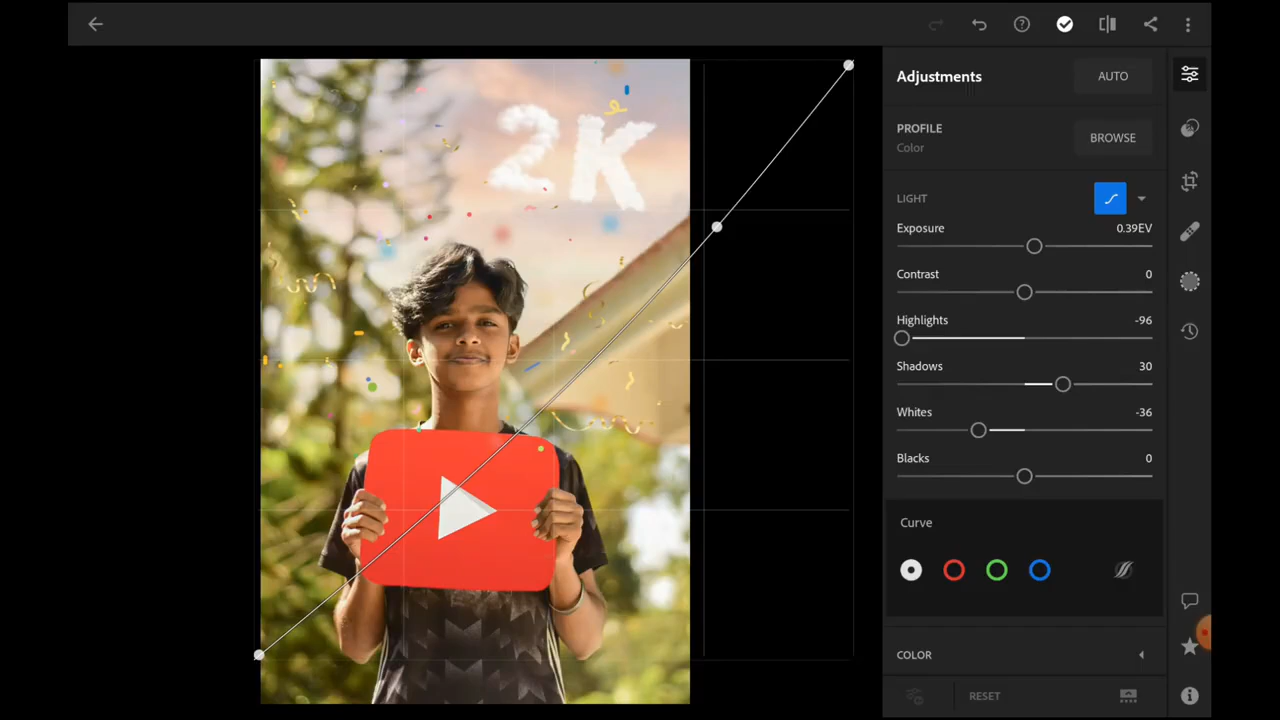 Adjustments
AUTO
PROFILE
Color
BROWSE
LIGHT
Exposure 0.39EV
Contrast 0
Highlights -96
Shadows 30
Whites -36
Blacks 0
Curve
COLOR
RESET
2K